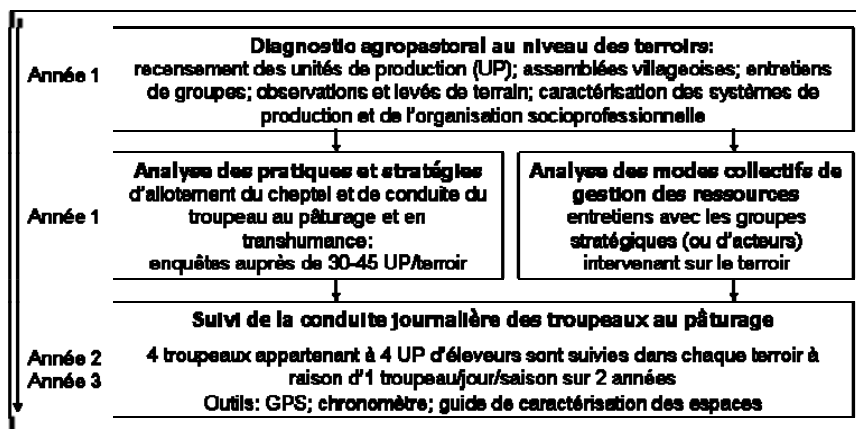 Diagnostic agropastoral au niveau des terroirs:
Année 1
recensement des unités de production (UP); assemblées villageoises; entretiens
de groupes; observations et levés de terrain; caractérisation des systèmes de
production et de l'organisation socioprofessionnelle
Année 1
Analyse des pratiques et stratégies
d'allotement du cheptel et de conduite du
troupeau au pâturage et en
transhumance:
enquêtes auprès de 30-45 UP/terroir
Analyse des modes collectifs de
gestion des ressources
entretiens avec les groupes
stratégiques (ou d'acteurs)
intervenant sur le terroir
Suivi de la conduite journalière des troupeaux au pâturage
Année 2
Année 3
4 troupeaux appartenant à 4 UP d'éleveurs sont suivies dans chaque terroir à
raison d'1 troupeau/jour/saison sur 2 années
Outils: GPS; chronomètre; guide de caractérisation des espaces